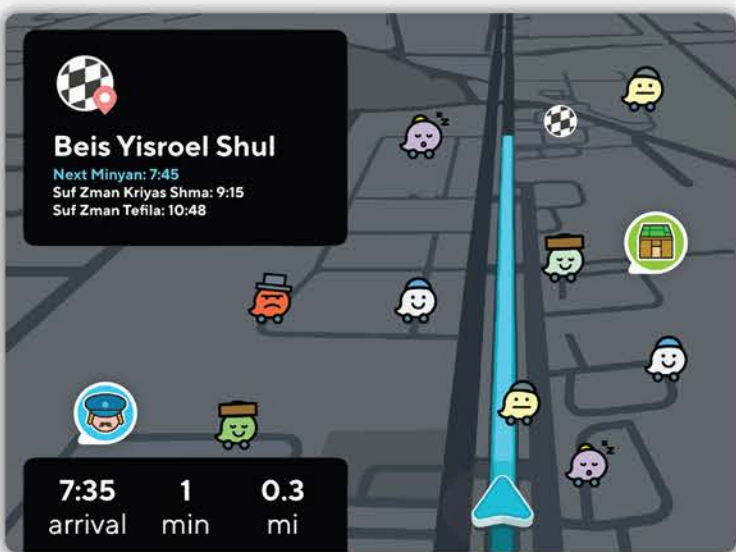 Beis Yisroel Shul
Next Minyan: 7:45
Suf Zman Kriyas Shma: 9:15
Suf Zman Tefila: 10:48
z
z
7:35 1 0.3
arrival min mi